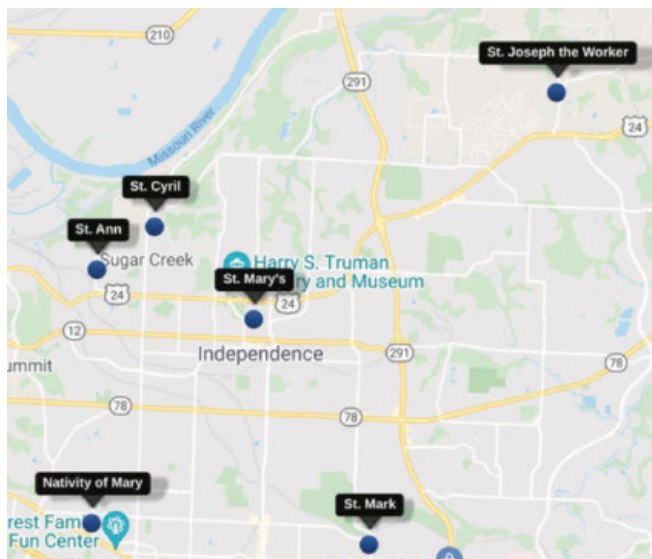 210
St. Joseph the Worker
291
24
Missouri River
St. Cyril
St. Ann
Sugar Creek
Harry S. Truman
St. Mary's
ry and Museum
24
24
12
Independence
291
78
ummit
78
78
Nativity of Mary
St. Mark
rest Fam
Fun Center